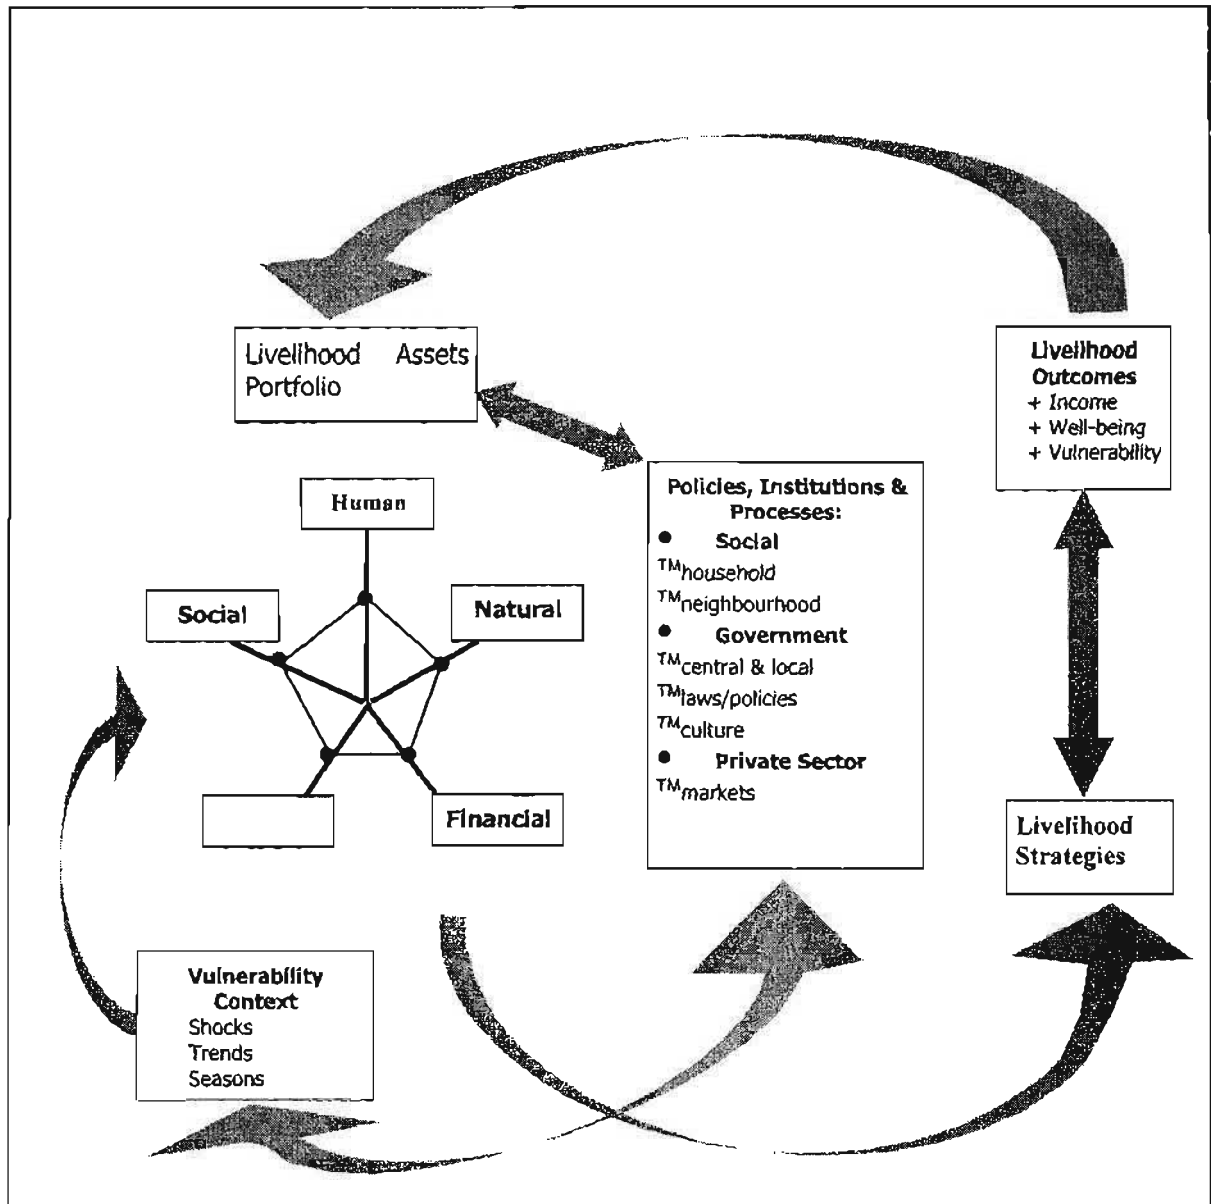 Livelihood Assets
Portfolio
Livelihood
Outcomes
+ Income
+ Well-being
+ Vulnerability
Human
Social
Natural
Financial
Policies, Institutions &
Processes:
● Social
™household
™neighbourhood
● Government
™central & local
™laws/policies
™culture
● Private Sector
™markets
Livelihood
Strategies
Vulnerability
Context
Shocks
Trends
Seasons